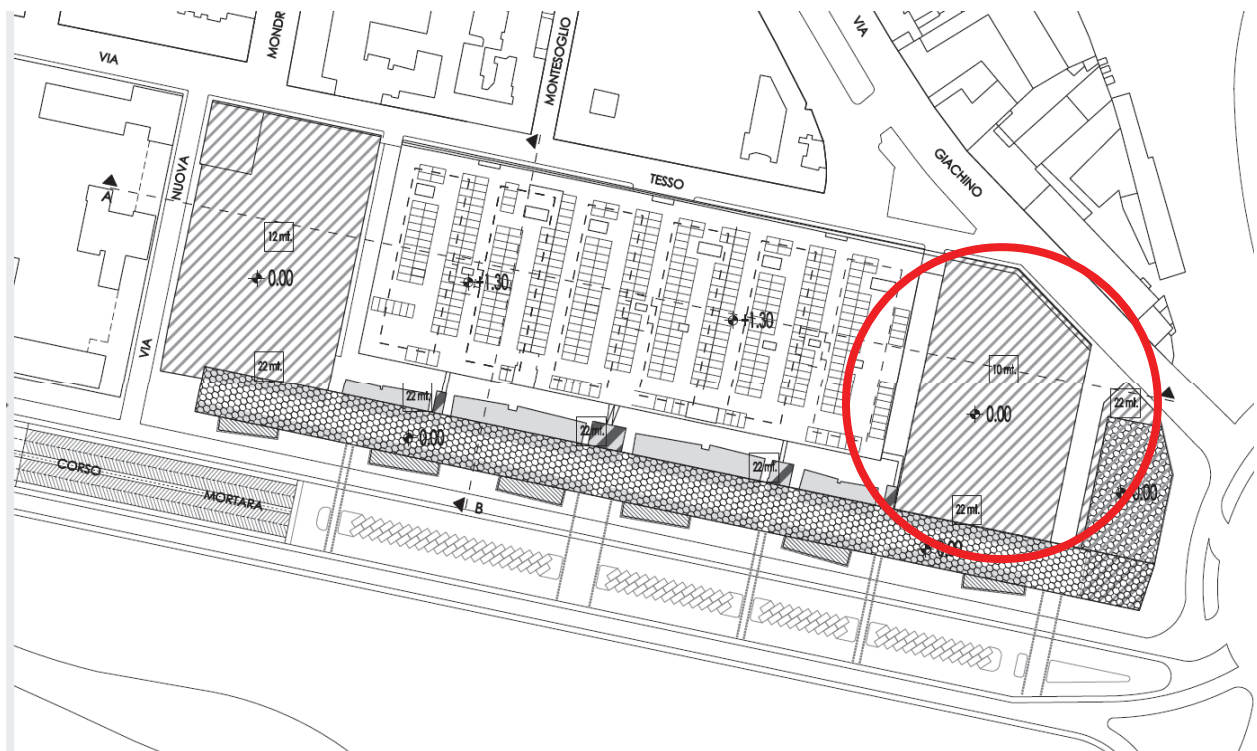 VIA
MONDR
MONTESOGLIO
VIA
NUOVA
TESSO
GIACHINO
A
12 mt.
0.00
+1.30
+1.30
10 mt.
0.00
VIA
22 mt.
22 mt.
22 mt.
22 mt.
22 mt.
22 mt.
0.00
0.00
0.00
B
CORSO
MORTARA